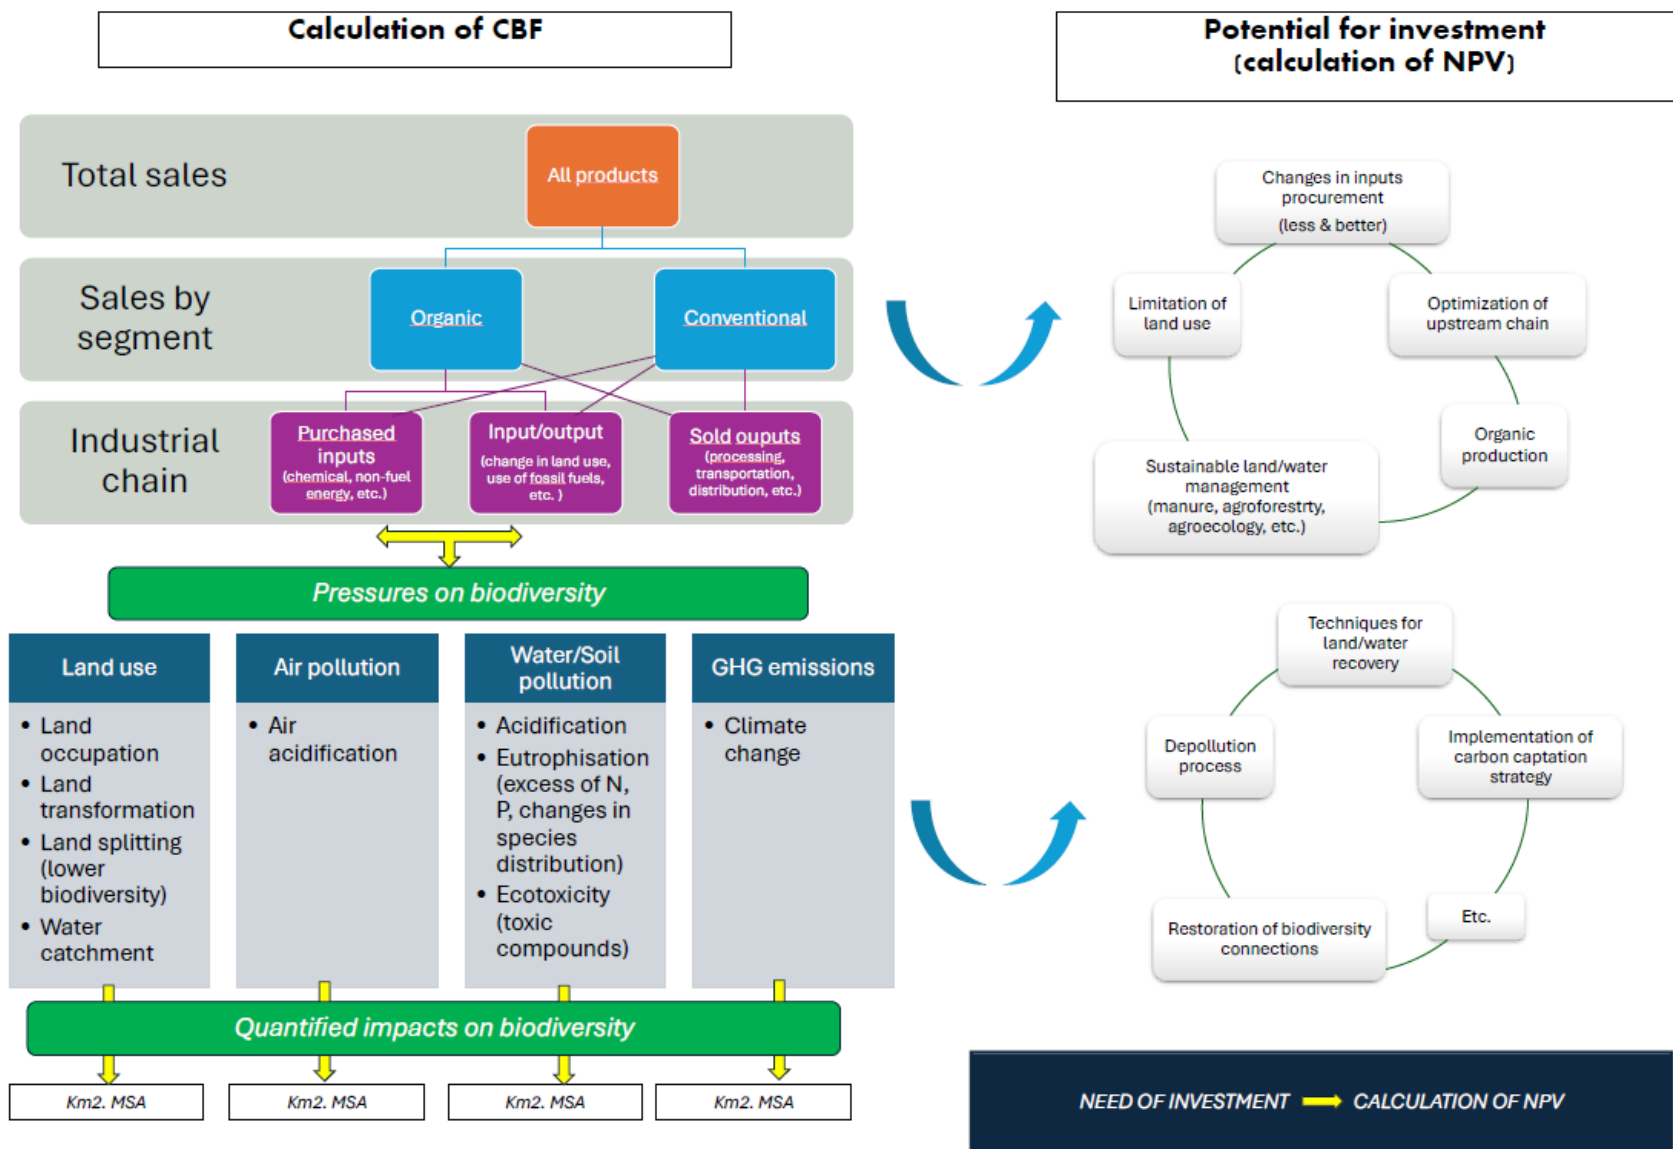 Calculation of CBF
Potential for investment
(calculation of NPV)
Total sales
All products
Sales by
segment
Organic
Conventional
Industrial
chain
Purchased
inputs
(chemical, non-fuel
energy, etc.)
Input/output
(change in land use,
use of fossil fuels,
etc. )
Sold ouputs
(processing,
transportation,
distribution, etc.)
Pressures on biodiversity
Land use
• Land
occupation
• Land
transformation
• Land splitting
(lower
biodiversity)
• Water
catchment
Air pollution
• Air
acidification
Water/Soil
pollution
• Acidification
• Eutrophisation
(excess of N,
P, changes in
species
distribution)
• Ecotoxicity
(toxic
compounds)
GHG emissions
• Climate
change
Quantified impacts on biodiversity
Km2. MSA
Km2. MSA
Km2. MSA
Km2. MSA
Changes in inputs
procurement
(less & better)
Optimization of
upstream chain
Organic
production
Sustainable land/water
management
(manure, agroforestrty,
agroecology, etc.)
Limitation of
land use
Techniques for
land/water
recovery
Implementation of
carbon captation
strategy
Etc.
Restoration of biodiversity
connections
Depollution
process
NEED OF INVESTMENT CALCULATION OF NPV